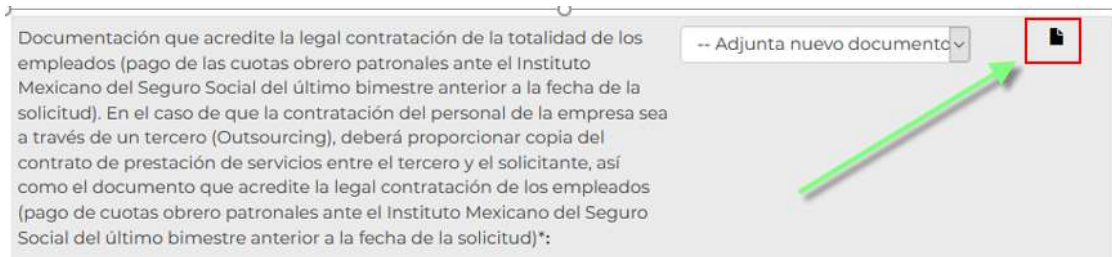 Documentación que acredite la legal contratación de la totalidad de los
empleados (pago de las cuotas obrero patronales ante el Instituto
Mexicano del Seguro Social del último bimestre anterior a la fecha de la
solicitud). En el caso de que la contratación del personal de la empresa sea
a través de un tercero (Outsourcing), deberá proporcionar copia del
contrato de prestación de servicios entre el tercero y el solicitante, así
como el documento que acredite la legal contratación de los empleados
(pago de cuotas obrero patronales ante el Instituto Mexicano del Seguro
Social del último bimestre anterior a la fecha de la solicitud)*:
-- Adjunta nuevo documento